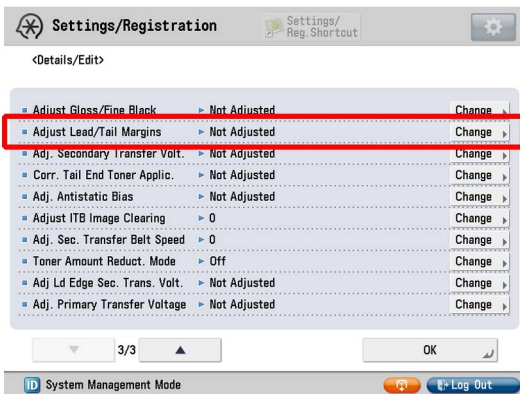 Settings/Registration
Settings/
Reg.Shortcut
<Details/Edit>
Adjust Gloss/Fine Black Not Adjusted Change
Adjust Lead/Tail Margins Not Adjusted Change
Adj. Secondary Transfer Volt. Not Adjusted Change
Corr. Tail End Toner Applic. Not Adjusted Change
Adj. Antistatic Bias Not Adjusted Change
Adjust ITB Image Clearing 0 Change
Adj. Sec. Transfer Belt Speed 0 Change
Toner Amount Reduct. Mode Off Change
Adj Ld Edge Sec. Trans. Volt. Not Adjusted Change
Adj. Primary Transfer Voltage Not Adjusted Change
3/3 OK
ID System Management Mode Log Out